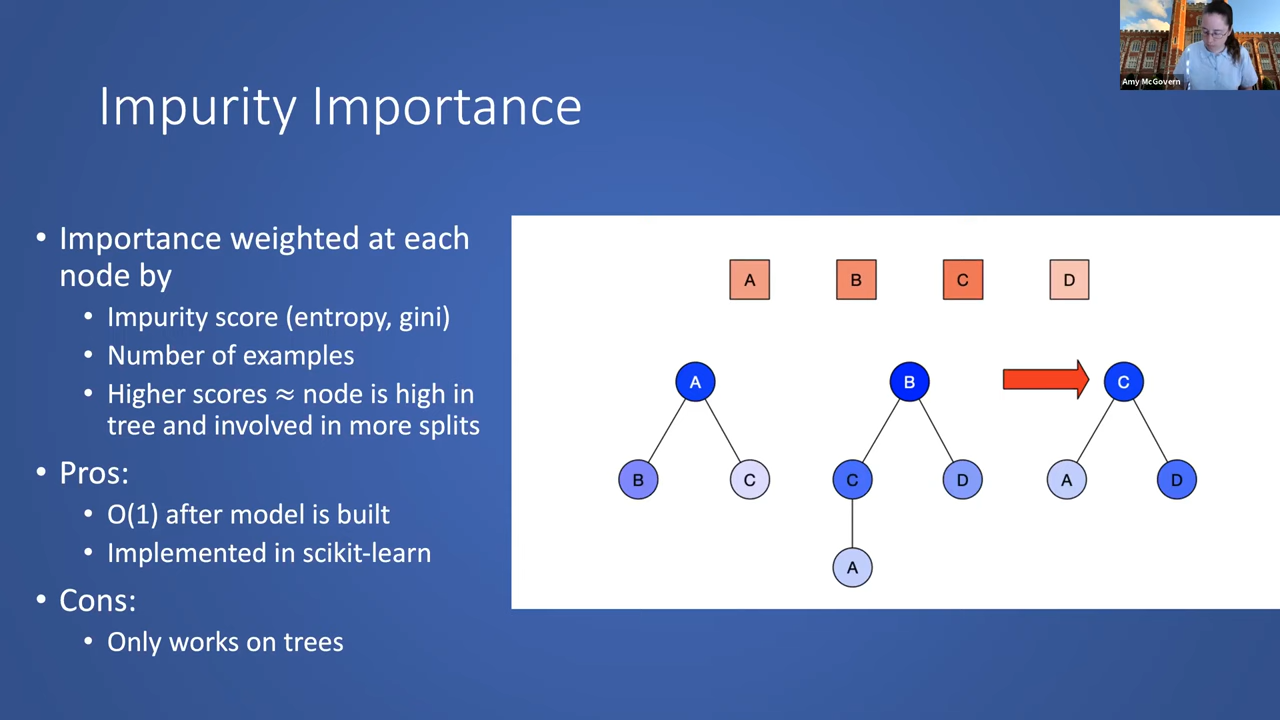 Amy McGovern
Impurity Importance
• Importance weighted at each
node by
• Impurity score (entropy, gini)
• Number of examples
• Higher scores ≈ node is high in
tree and involved in more splits
• Pros:
• O(1) after model is built
• Implemented in scikit-learn
• Cons:
• Only works on trees
A B C D
A B C
B C C D A D
A